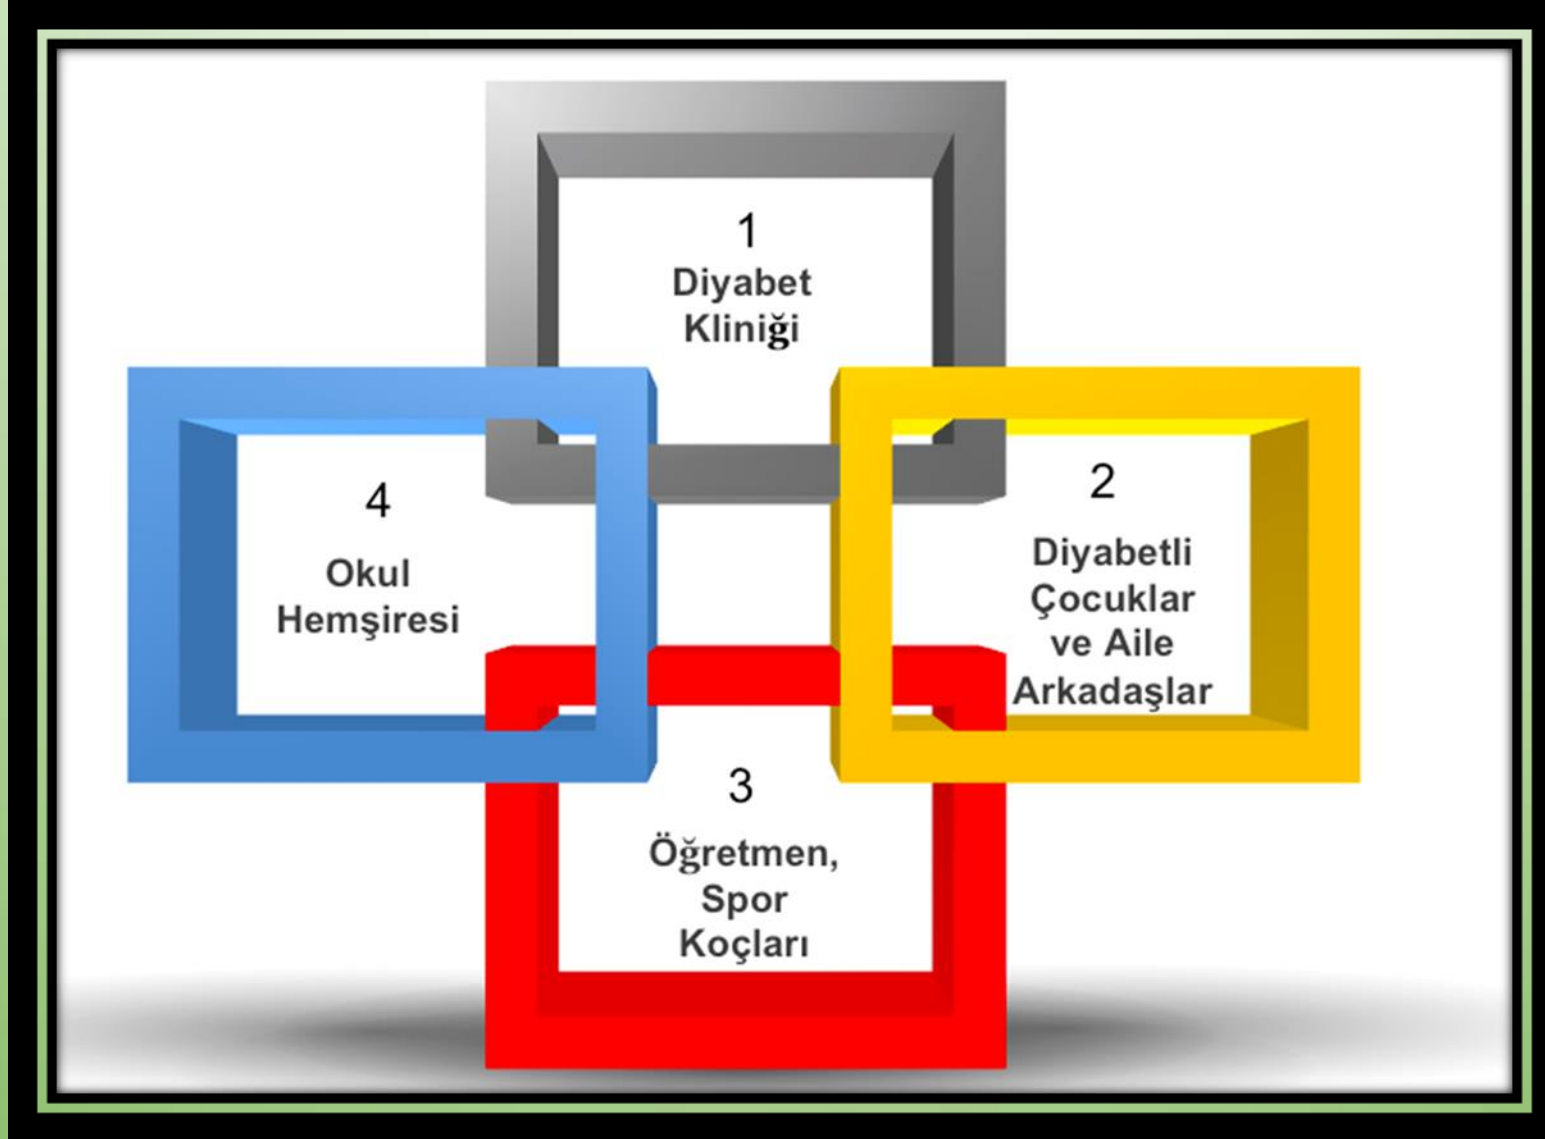 1
Diyabet
Kliniği
2
Diyabetli
Çocuklar
ve Aile
Arkadaşlar
3
Öğretmen,
Spor
Koçları
4
Okul
Hemşiresi